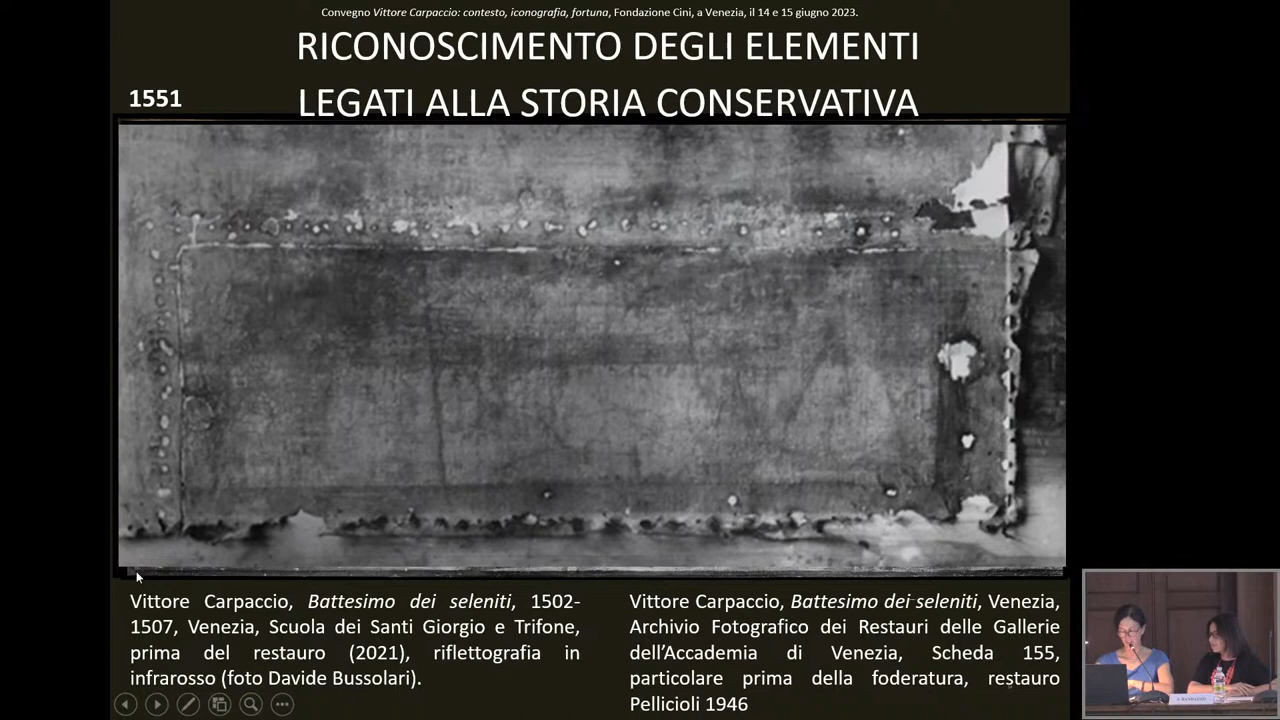 Convegno Vittore Carpaccio: contesto, iconografia, fortuna, Fondazione Cini, a Venezia, il 14 e 15 giugno 2023.
RICONOSCIMENTO DEGLI ELEMENTI
LEGATI ALLA STORIA CONSERVATIVA
1551
Vittore Carpaccio, Battesimo dei seleniti, 1502-
1507, Venezia, Scuola dei Santi Giorgio e Trifone,
prima del restauro (2021), riflettografia in
infrarosso (foto Davide Bussolari).
Vittore Carpaccio, Battesimo dei seleniti, Venezia,
Archivio Fotografico dei Restauri delle Gallerie
dell'Accademia di Venezia, Scheda 155,
particolare prima della foderatura, restauro
Pellicioli 1946